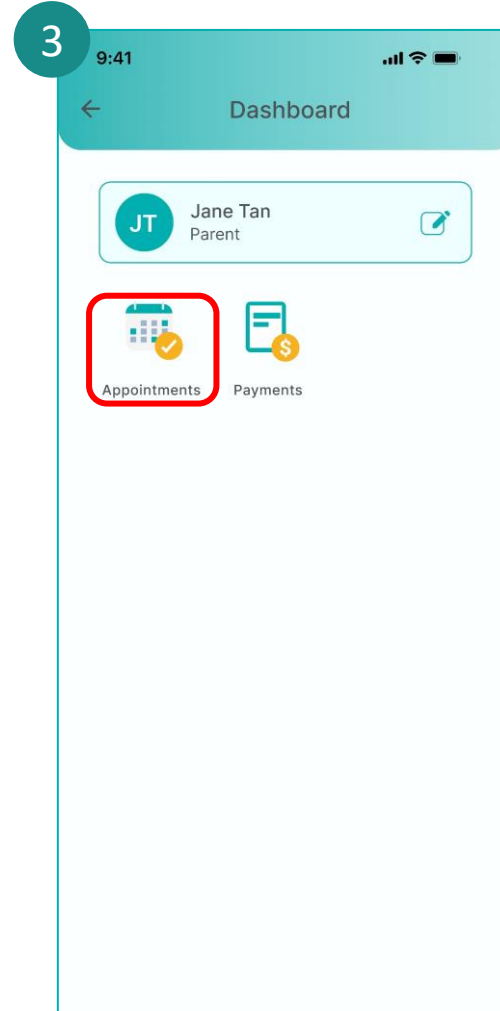 3
9:41
Dashboard
JT
Jane Tan
Parent
$
Appointments Payments